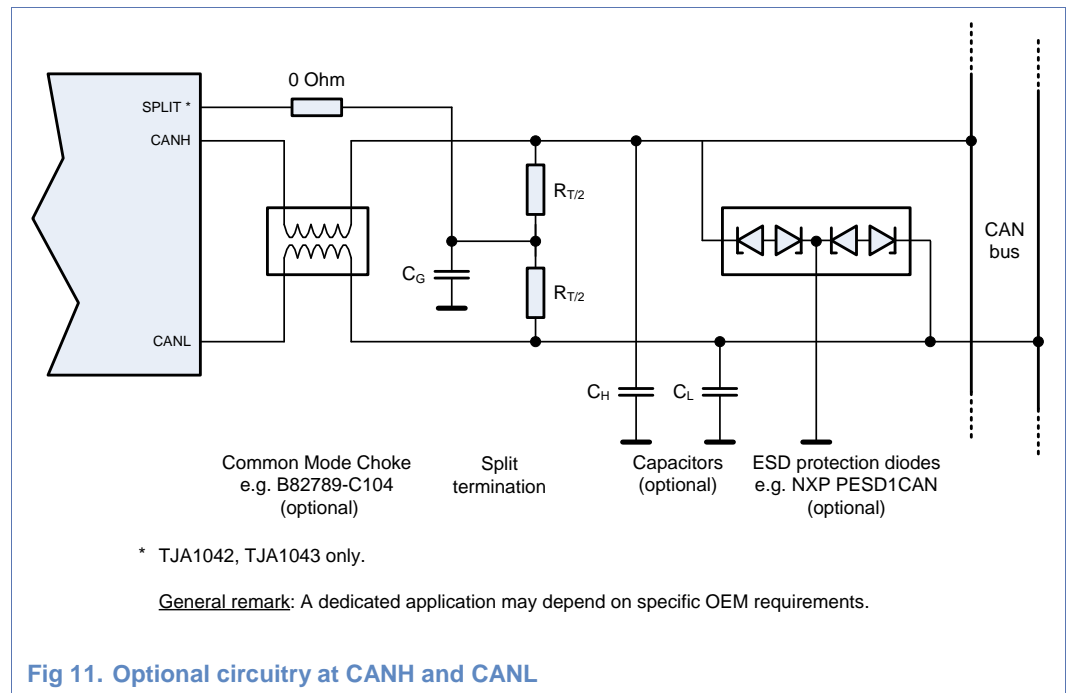 0 Ohm
SPLIT *
CANH
R_T/2
CAN
bus
C_G
R_T/2
CANL
C_H
C_L
Common Mode Choke
e.g. B82789-C104
(optional)
Split
termination
Capacitors
(optional)
ESD protection diodes
e.g. NXP PESD1CAN
(optional)
* TJA1042, TJA1043 only.
General remark: A dedicated application may depend on specific OEM requirements.
Fig 11. Optional circuitry at CANH and CANL